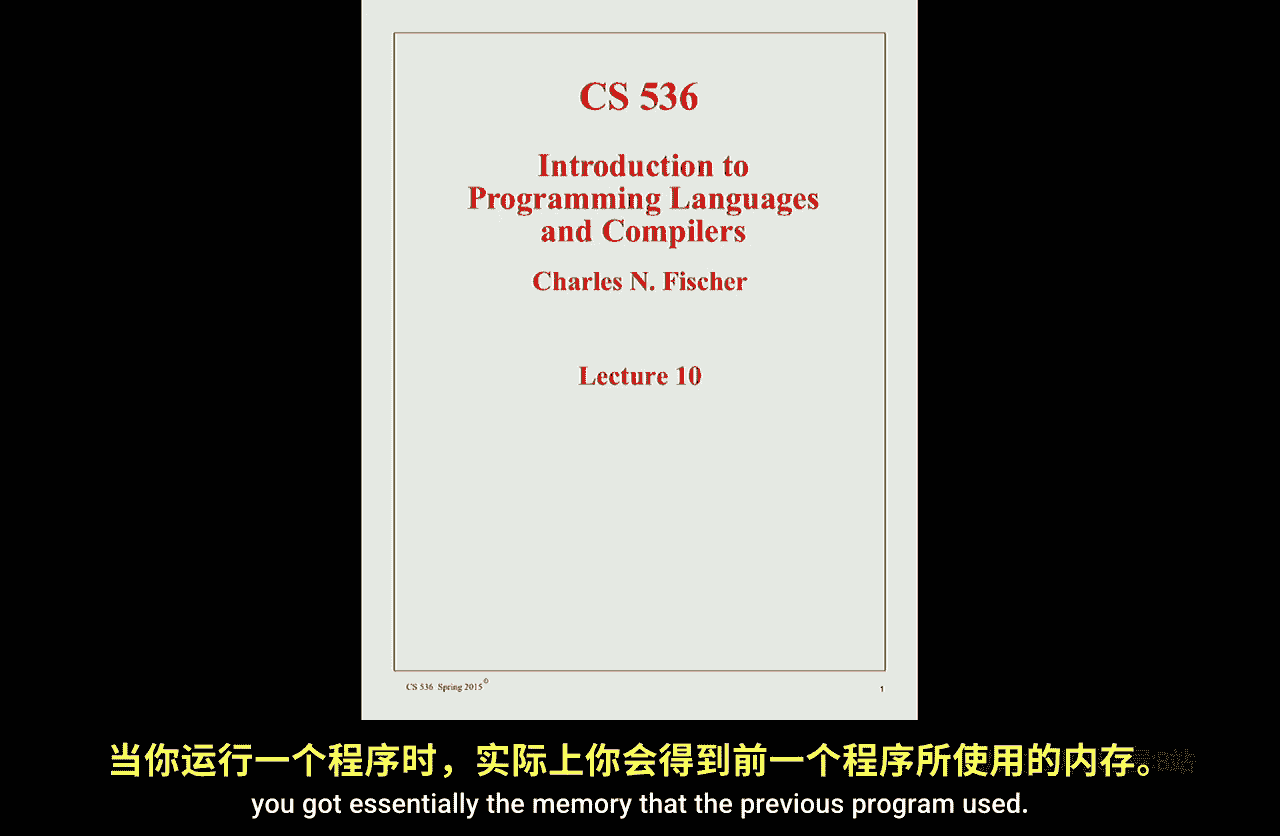 CS 536
Introduction to
Programming Languages
and Compilers
Charles N. Fischer
Lecture 10
CS 536 Spring 2015©
1
当你运行一个程序时，实际上你会得到前一个程序所使用的内存。
you got essentially the memory that the previous program used.